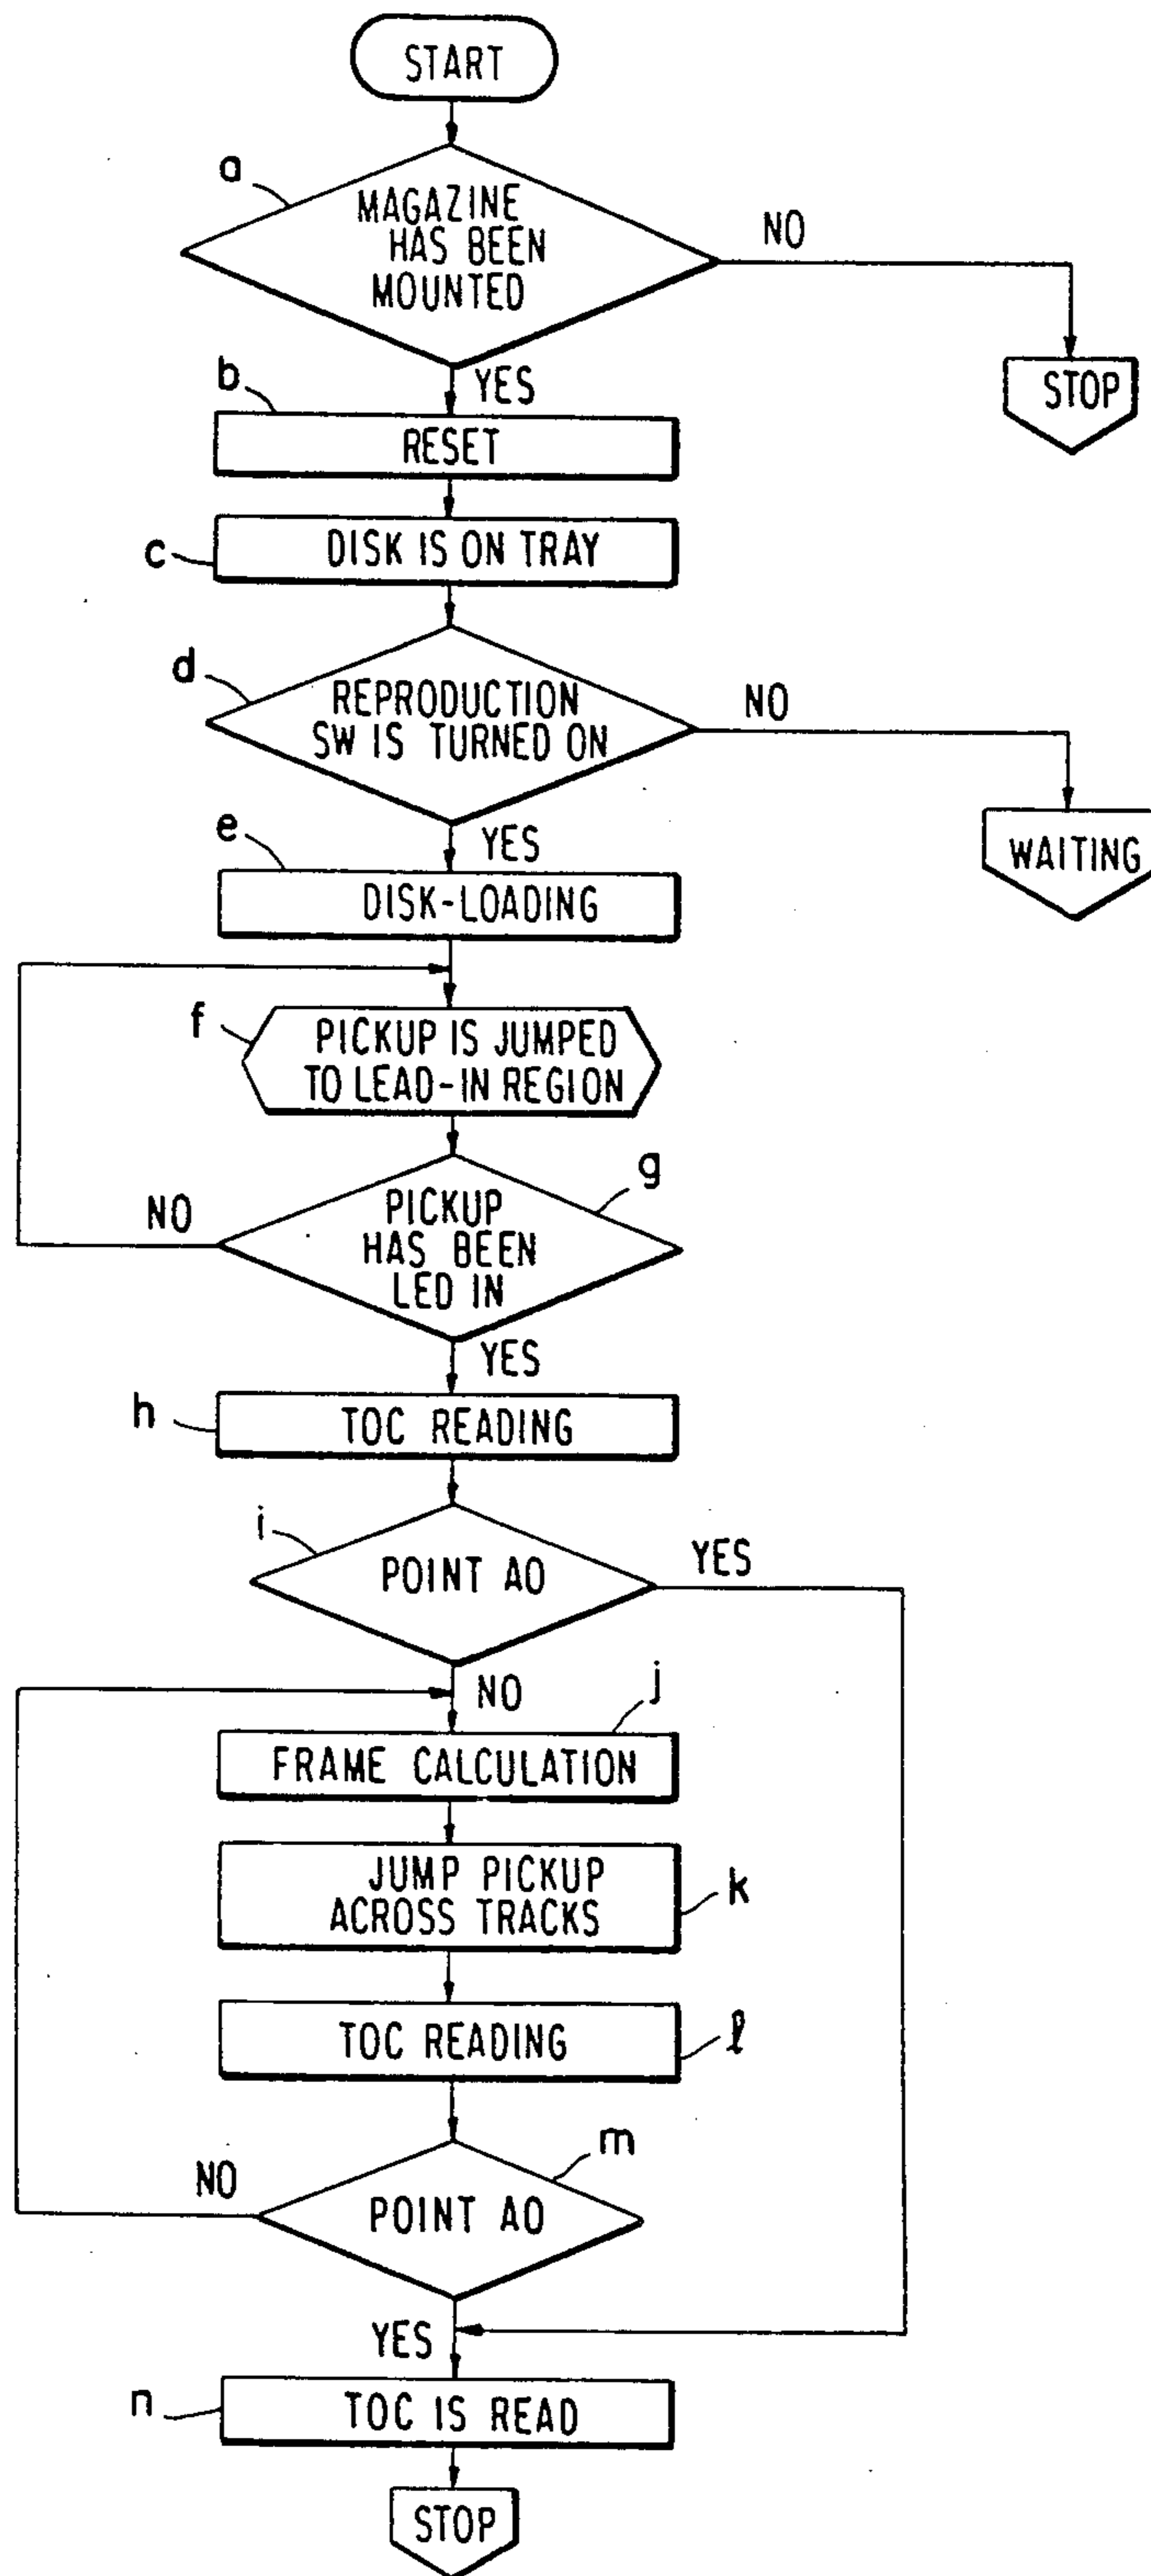 START
a
MAGAZINE
HAS BEEN
MOUNTED
NO
STOP
YES
b
RESET
c
DISK IS ON TRAY
d
REPRODUCTION
SW IS TURNED ON
NO
WAITING
YES
e
DISK-LOADING
f
PICKUP IS JUMPED
TO LEAD-IN REGION
g
PICKUP
HAS BEEN
LED IN
NO
YES
h
TOC READING
i
POINT A0
YES
NO
j
FRAME CALCULATION
JUMP PICKUP
ACROSS TRACKS
k
TOC READING
l
m
POINT A0
NO
YES
n
TOC IS READ
STOP